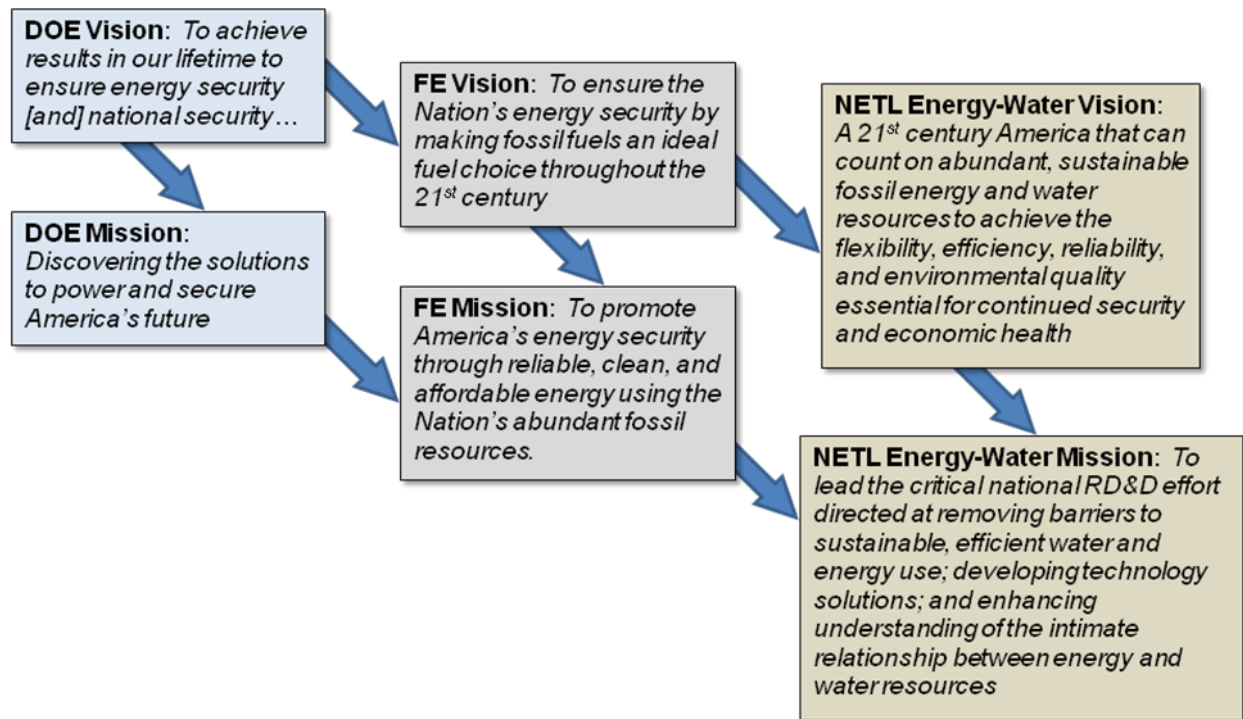 DOE Vision: To achieve
results in our lifetime to
ensure energy security
[and] national security…
DOE Mission:
Discovering the solutions
to power and secure
America's future
FE Vision: To ensure the
Nation's energy security by
making fossil fuels an ideal
fuel choice throughout the
21st century
FE Mission: To promote
America's energy security
through reliable, clean, and
affordable energy using the
Nation's abundant fossil
resources.
NETL Energy-Water Vision:
A 21st century America that can
count on abundant, sustainable
fossil energy and water
resources to achieve the
flexibility, efficiency, reliability,
and environmental quality
essential for continued security
and economic health
NETL Energy-Water Mission: To
lead the critical national RD&D effort
directed at removing barriers to
sustainable, efficient water and
energy use; developing technology
solutions; and enhancing
understanding of the intimate
relationship between energy and
water resources